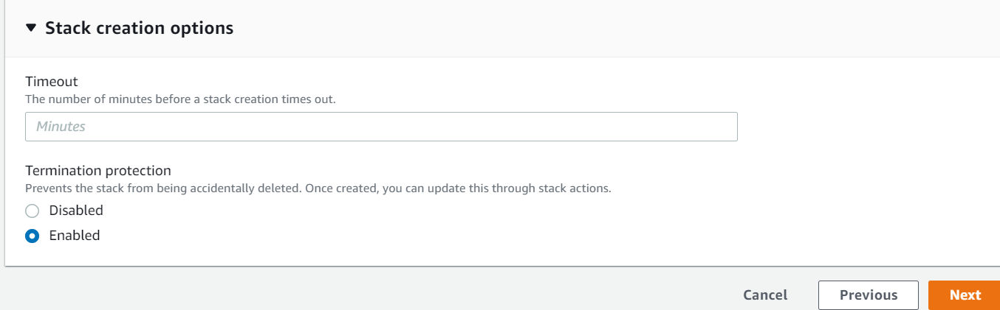 Stack creation options
Timeout
The number of minutes before a stack creation times out.
Minutes
Termination protection
Prevents the stack from being accidentally deleted. Once created, you can update this through stack actions.
Disabled
Enabled
Cancel Previous Next